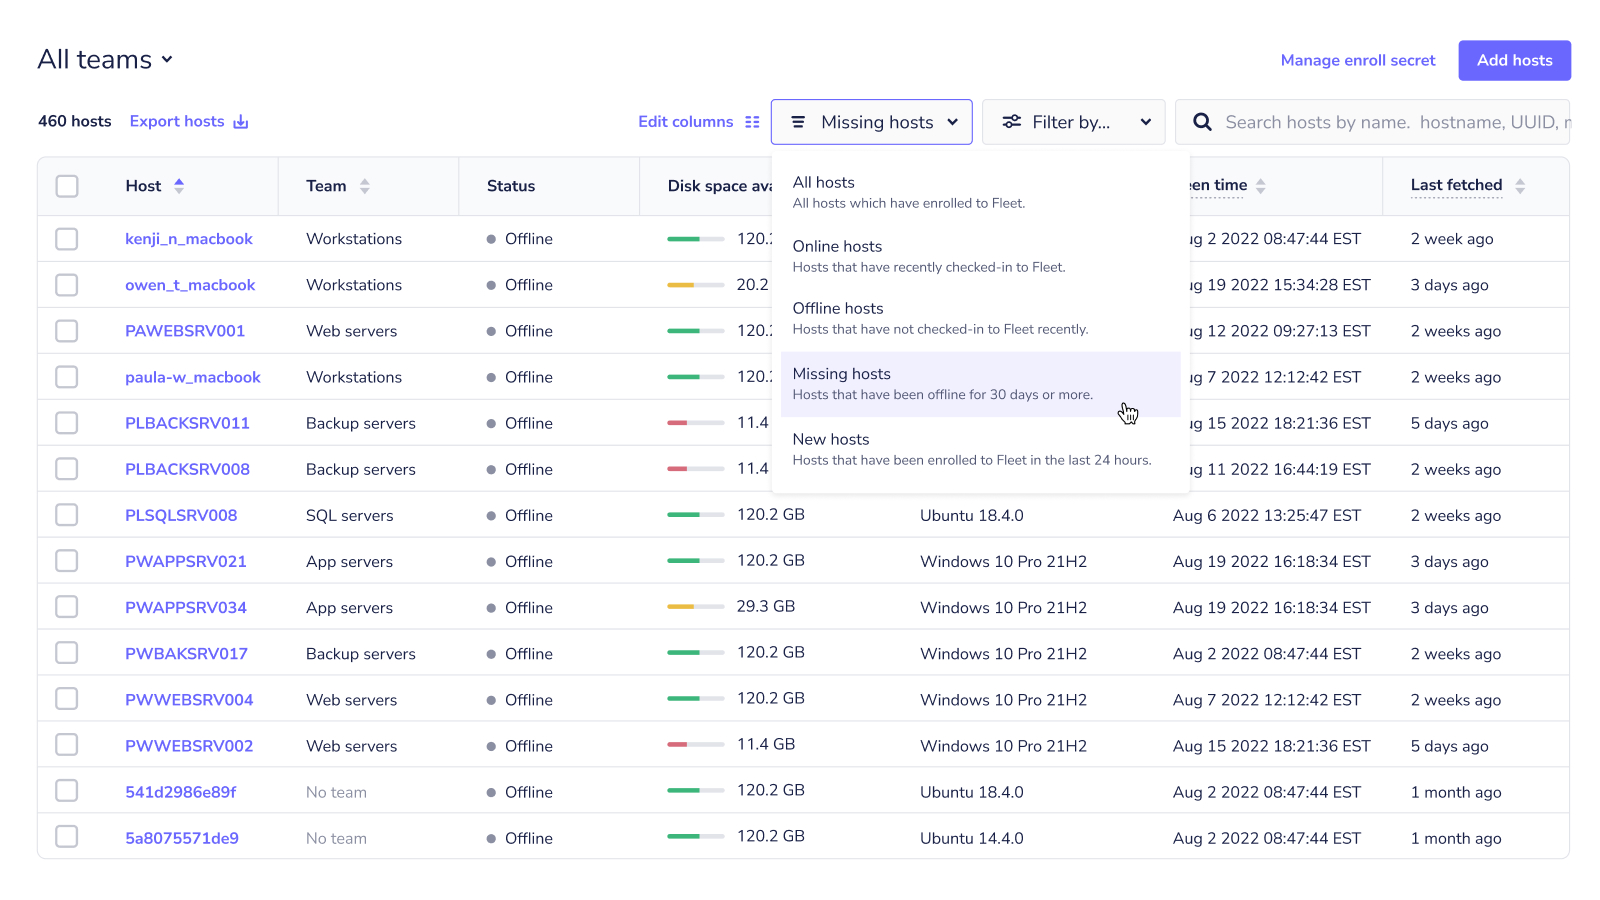 All teams
Manage enroll secret
Add hosts
460 hosts Export hosts
Edit columns
Missing hosts
Filter by...
Search hosts by name. hostname, UUID,
Host Team Status Disk space Last fetched
time
All hosts
All hosts which have enrolled to Fleet.
Online hosts
Hosts that have recently checked-in to Fleet.
Offline hosts
Hosts that have not checked-in to Fleet recently.
Missing hosts
Hosts that have been offline for 30 days or more.
New hosts
Hosts that have been enrolled to Fleet in the last 24 hours.
kenji_n_macbook Workstations Offline 2 2022 08:47:44 EST 2 week ago
owen_t_macbook Workstations Offline 20.2 19 2022 15:34:28 EST 3 days ago
PAWEBSRV001 Web servers Offline 12 2022 09:27:13 EST 2 weeks ago
paula-w_macbook Workstations Offline 7 2022 12:12:42 EST 2 weeks ago
PLBACKSRV011 Backup servers Offline 11.4 15 2022 18:21:36 EST 5 days ago
PLBACKSRV008 Backup servers Offline 11.4 11 2022 16:44:19 EST 2 weeks ago
PLSQLSRV008 SQL servers Offline 120.2 GB Ubuntu 18.4.0 Aug 6 2022 13:25:47 EST 2 weeks ago
PWAPPSRV021 App servers Offline 120.2 GB Windows 10 Pro 21H2 Aug 19 2022 16:18:34 EST 3 days ago
PWAPPSRV034 App servers Offline 29.3 GB Windows 10 Pro 21H2 Aug 19 2022 16:18:34 EST 3 days ago
PWBAKSRV017 Backup servers Offline 120.2 GB Windows 10 Pro 21H2 Aug 2 2022 08:47:44 EST 2 weeks ago
PWWEBSRV004 Web servers Offline 120.2 GB Windows 10 Pro 21H2 Aug 7 2022 12:12:42 EST 2 weeks ago
PWWEBSRV002 Web servers Offline 11.4 GB Windows 10 Pro 21H2 Aug 15 2022 18:21:36 EST 5 days ago
541d2986e89f No team Offline 120.2 GB Ubuntu 18.4.0 Aug 2 2022 08:47:44 EST 1 month ago
5a8075571de9 No team Offline 120.2 GB Ubuntu 14.4.0 Aug 2 2022 08:47:44 EST 1 month ago